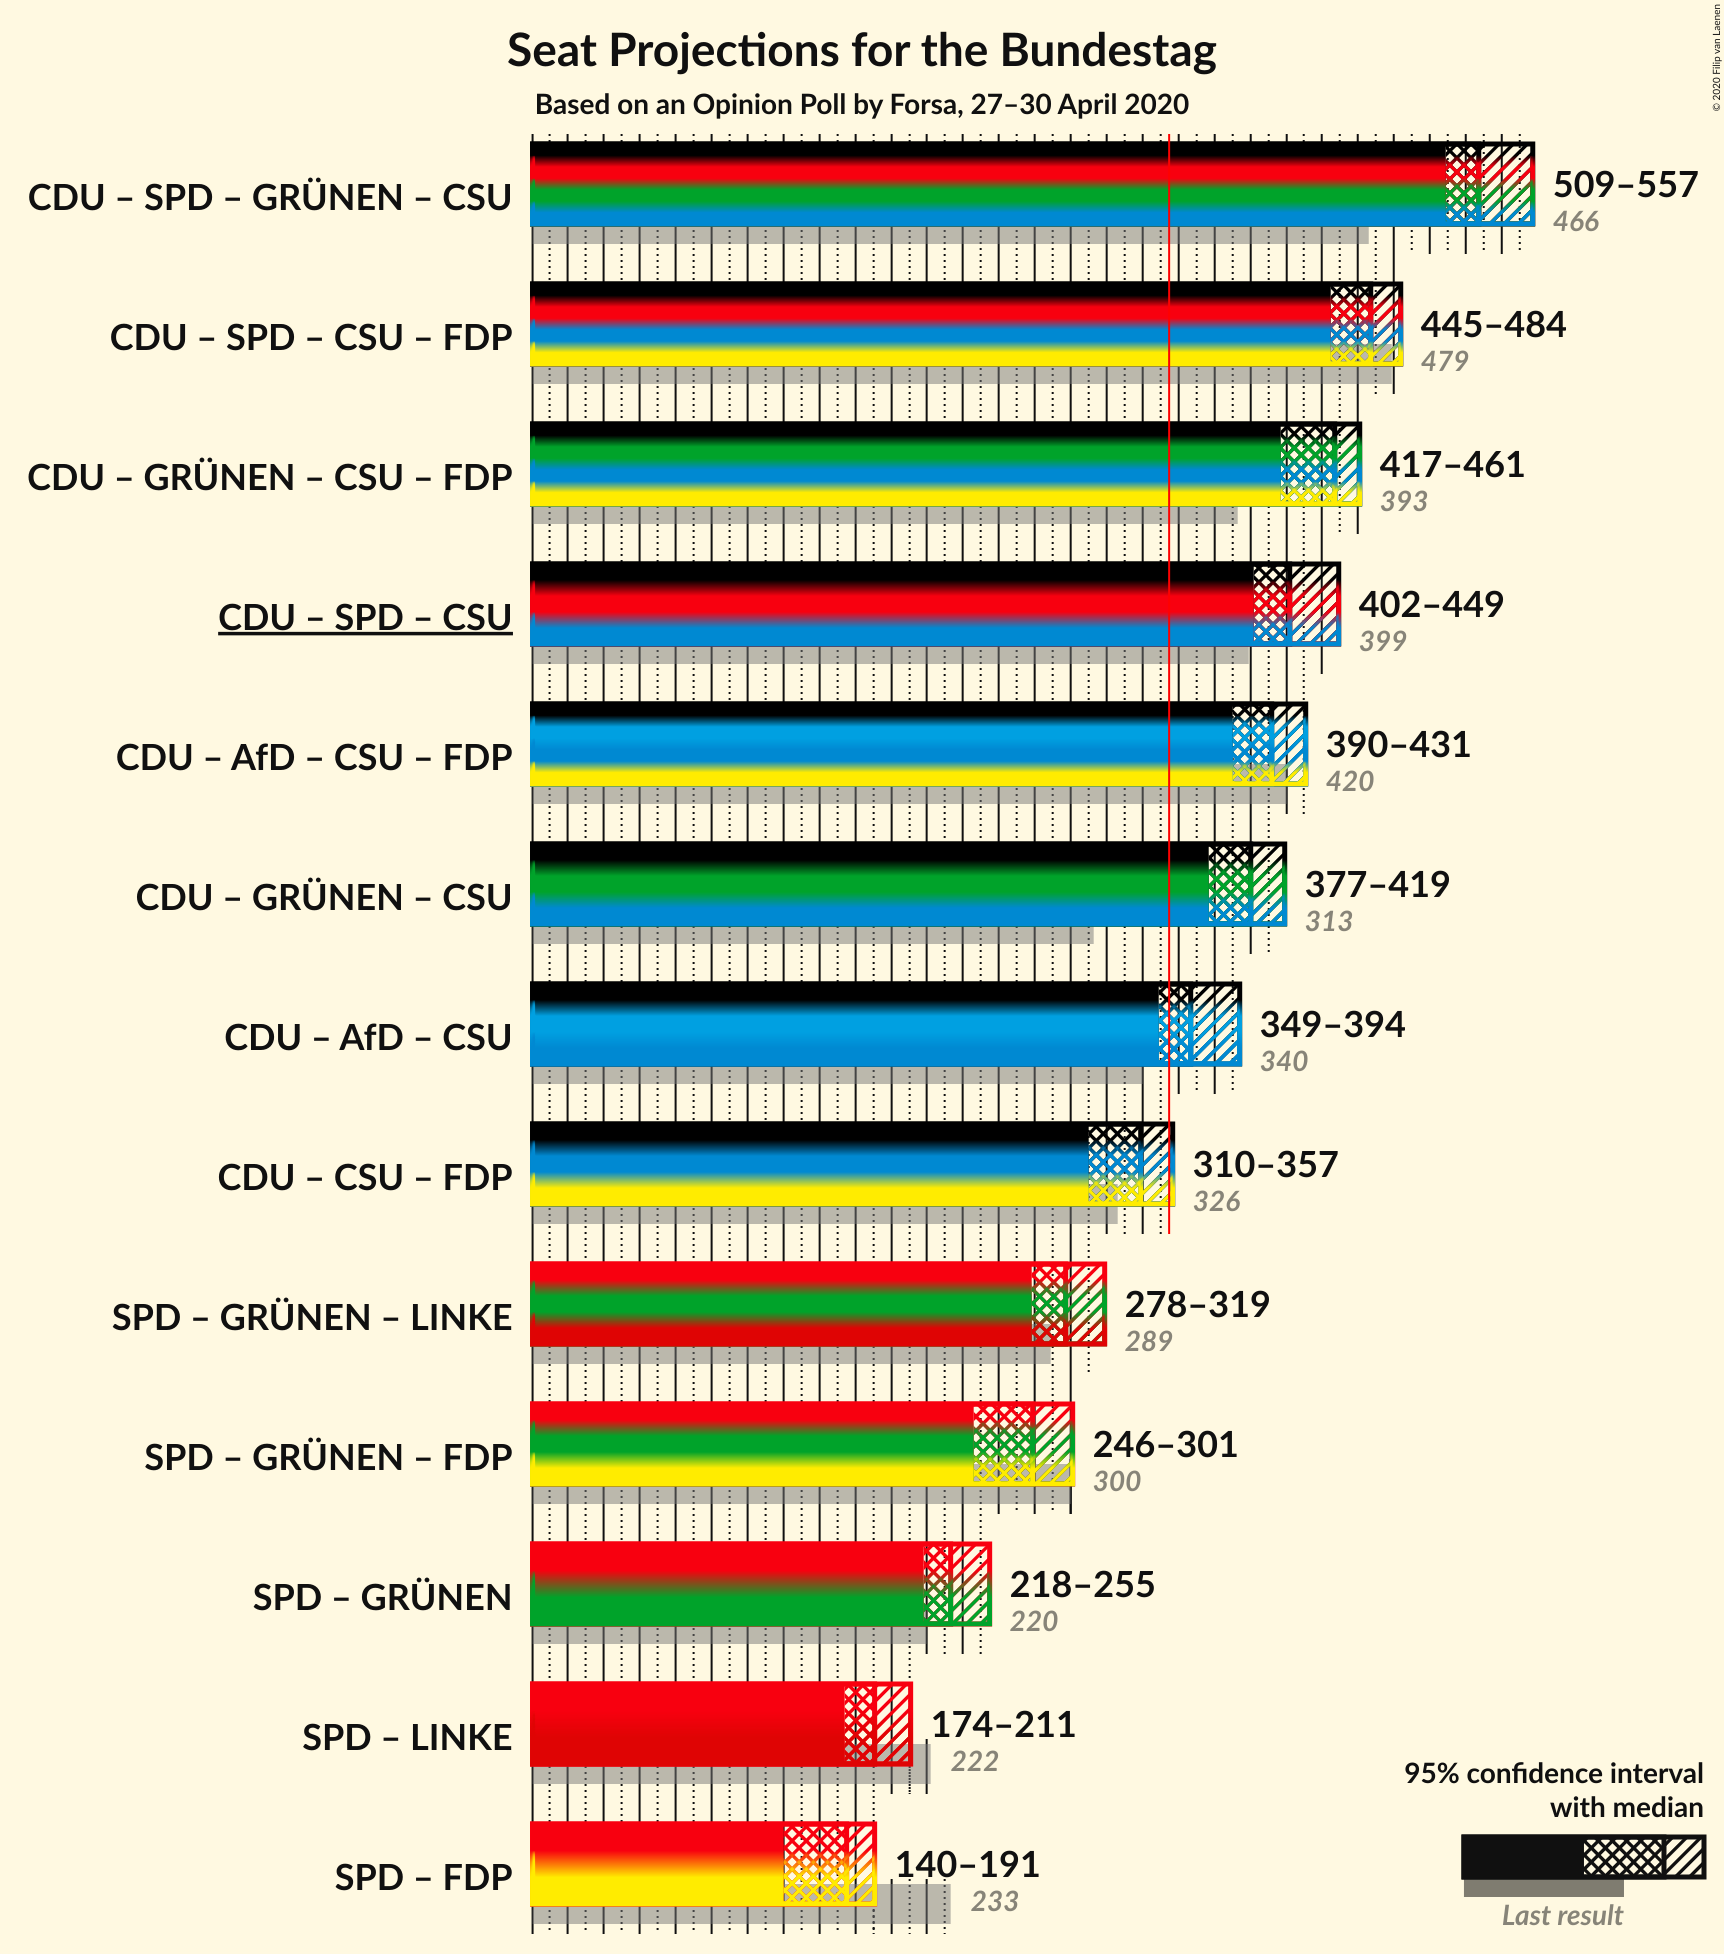 Seat Projections for the Bundestag
Based on an Opinion Poll by Forsa, 27–30 April 2020
© 2020 Filip van Laenen
CDU – SPD – GRÜNEN – CSU
509–557
466
CDU – SPD – CSU – FDP
445–484
479
CDU – GRÜNEN – CSU – FDP
417–461
393
CDU – SPD – CSU
402–449
399
CDU – AfD – CSU – FDP
390–431
420
CDU – GRÜNEN – CSU
377–419
313
CDU – AfD – CSU
349–394
340
CDU – CSU – FDP
310–357
326
SPD – GRÜNEN – LINKE
278–319
289
SPD – GRÜNEN – FDP
246–301
300
SPD – GRÜNEN
218–255
220
SPD – LINKE
174–211
222
SPD – FDP
140–191
233
95% confidence interval
with median
Last result